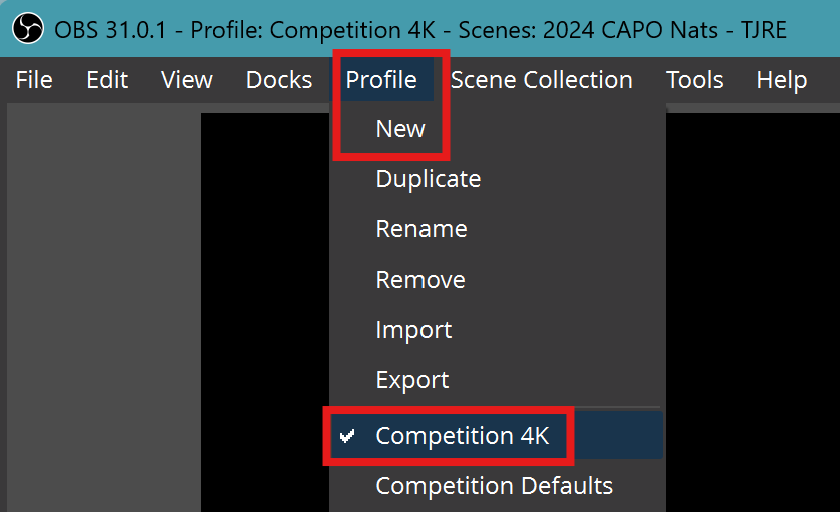 OBS 31.0.1 - Profile: Competition 4K - Scenes: 2024 CAPO Nats - TJRE
File Edit View Docks Profile Scene Collection Tools Help
New
Duplicate
Rename
Remove
Import
Export
Competition 4K
Competition Defaults